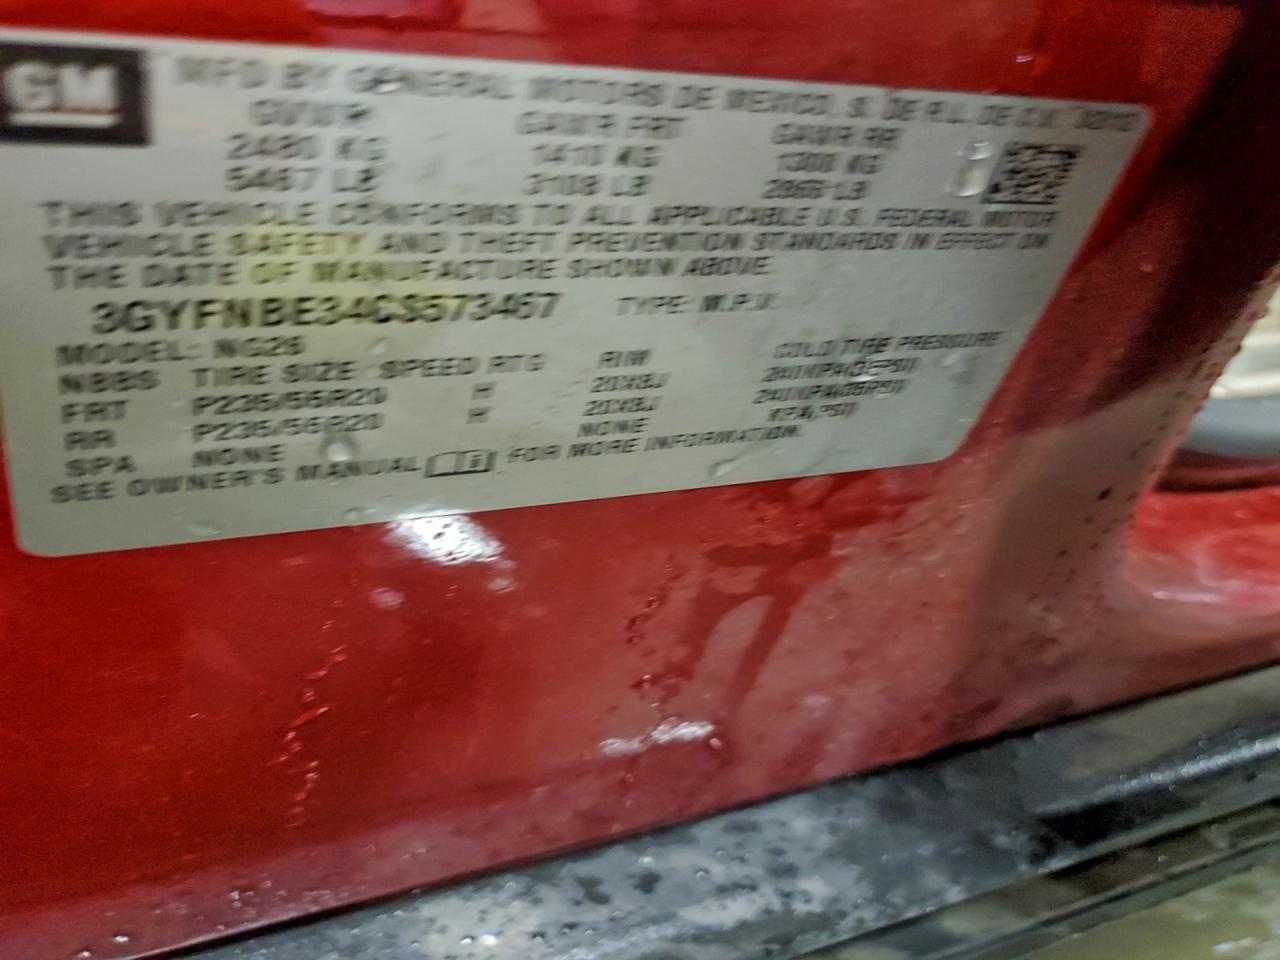 GM
MFD BY GENERAL MOTORS DE MEXICO, S. DE R.L. DE C.V.
GVWR GAWR FRT GAWR RR
2480 KG 1410 KG 1300 KG
5467 LB 3108 LB 2866 LB
THIS VEHICLE CONFORMS TO ALL APPLICABLE U.S. FEDERAL MOTOR
VEHICLE SAFETY AND THEFT PREVENTION STANDARDS IN EFFECT ON
THE DATE OF MANUFACTURE SHOWN ABOVE.
3GYFNBE34CS573467 TYPE: M.P.V.
MODEL: NG26
TIRE SIZE SPEED RTG RIM COLD TIRE PRESSURE
FRT P235/55R20 H 20X8J 240KPA(35PSI)
RR P235/55R20 H 20X8J 240KPA(35PSI)
SPA NONE NONE KPA(PSI)
SEE OWNER'S MANUAL FOR MORE INFORMATION.